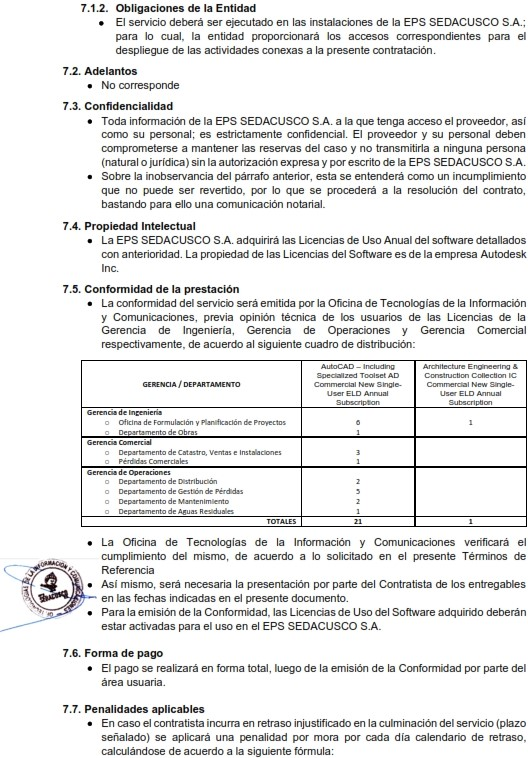 7.1.2. Obligaciones de la Entidad
• El servicio deberá ser ejecutado en las instalaciones de la EPS SEDACUSCO S.A.;
para lo cual, la entidad proporcionará los accesos correspondientes para el
despliegue de las actividades conexas a la presente contratación.
7.2. Adelantos
• No corresponde
7.3. Confidencialidad
• Toda información de la EPS SEDACUSCO S.A. a la que tenga acceso el proveedor, así
como su personal; es estrictamente confidencial. El proveedor y su personal deben
comprometerse a mantener las reservas del caso y no transmitirla a ninguna persona
(natural o jurídica) sin la autorización expresa y por escrito de la EPS SEDACUSCO S.A.
• Sobre la inobservancia del párrafo anterior, esta se entenderá como un incumplimiento
que no puede ser revertido, por lo que se procederá a la resolución del contrato,
bastando para ello una comunicación notarial.
7.4. Propiedad Intelectual
• La EPS SEDACUSCO S.A. adquirirá las Licencias de Uso Anual del software detallados
con anterioridad. La propiedad de las Licencias del Software es de la empresa Autodesk
Inc.
7.5. Conformidad de la prestación
• La conformidad del servicio será emitida por la Oficina de Tecnologías de la Información
y Comunicaciones, previa opinión técnica de los usuarios de las Licencias de la
Gerencia de Ingeniería, Gerencia de Operaciones y Gerencia Comercial
respectivamente, de acuerdo al siguiente cuadro de distribución:
GERENCIA / DEPARTAMENTO
AutoCAD – Including
Specialized Toolset AD
Commercial New Single-
User ELD Annual
Subscription
Architecture Engineering &
Construction Collection IC
Commercial New Single-
User ELD Annual
Subscription
Gerencia de Ingeniería
○ Oficina de Formulación y Planificación de Proyectos 6 1
○ Departamento de Obras 1
Gerencia Comercial
○ Departamento de Catastro, Ventas e Instalaciones 3
○ Pérdidas Comerciales 1
Gerencia de Operaciones
○ Departamento de Distribución 2
○ Departamento de Gestión de Pérdidas 5
○ Departamento de Mantenimiento 2
○ Departamento de Aguas Residuales 1
TOTALES 21 1
• La Oficina de Tecnologías de la Información y Comunicaciones verificará el
cumplimiento del mismo, de acuerdo a lo solicitado en el presente Términos de
Referencia
• Así mismo, será necesaria la presentación por parte del Contratista de los entregables
en las fechas indicadas en el presente documento.
• Para la emisión de la Conformidad, las Licencias de Uso del Software adquirido deberán
estar activadas para el uso en el EPS SEDACUSCO S.A.
SEDACUSCO
7.6. Forma de pago
• El pago se realizará en forma total, luego de la emisión de la Conformidad por parte del
área usuaria.
7.7. Penalidades aplicables
• En caso el contratista incurra en retraso injustificado en la culminación del servicio (plazo
señalado) se aplicará una penalidad por mora por cada día calendario de retraso,
calculándose de acuerdo a la siguiente fórmula: